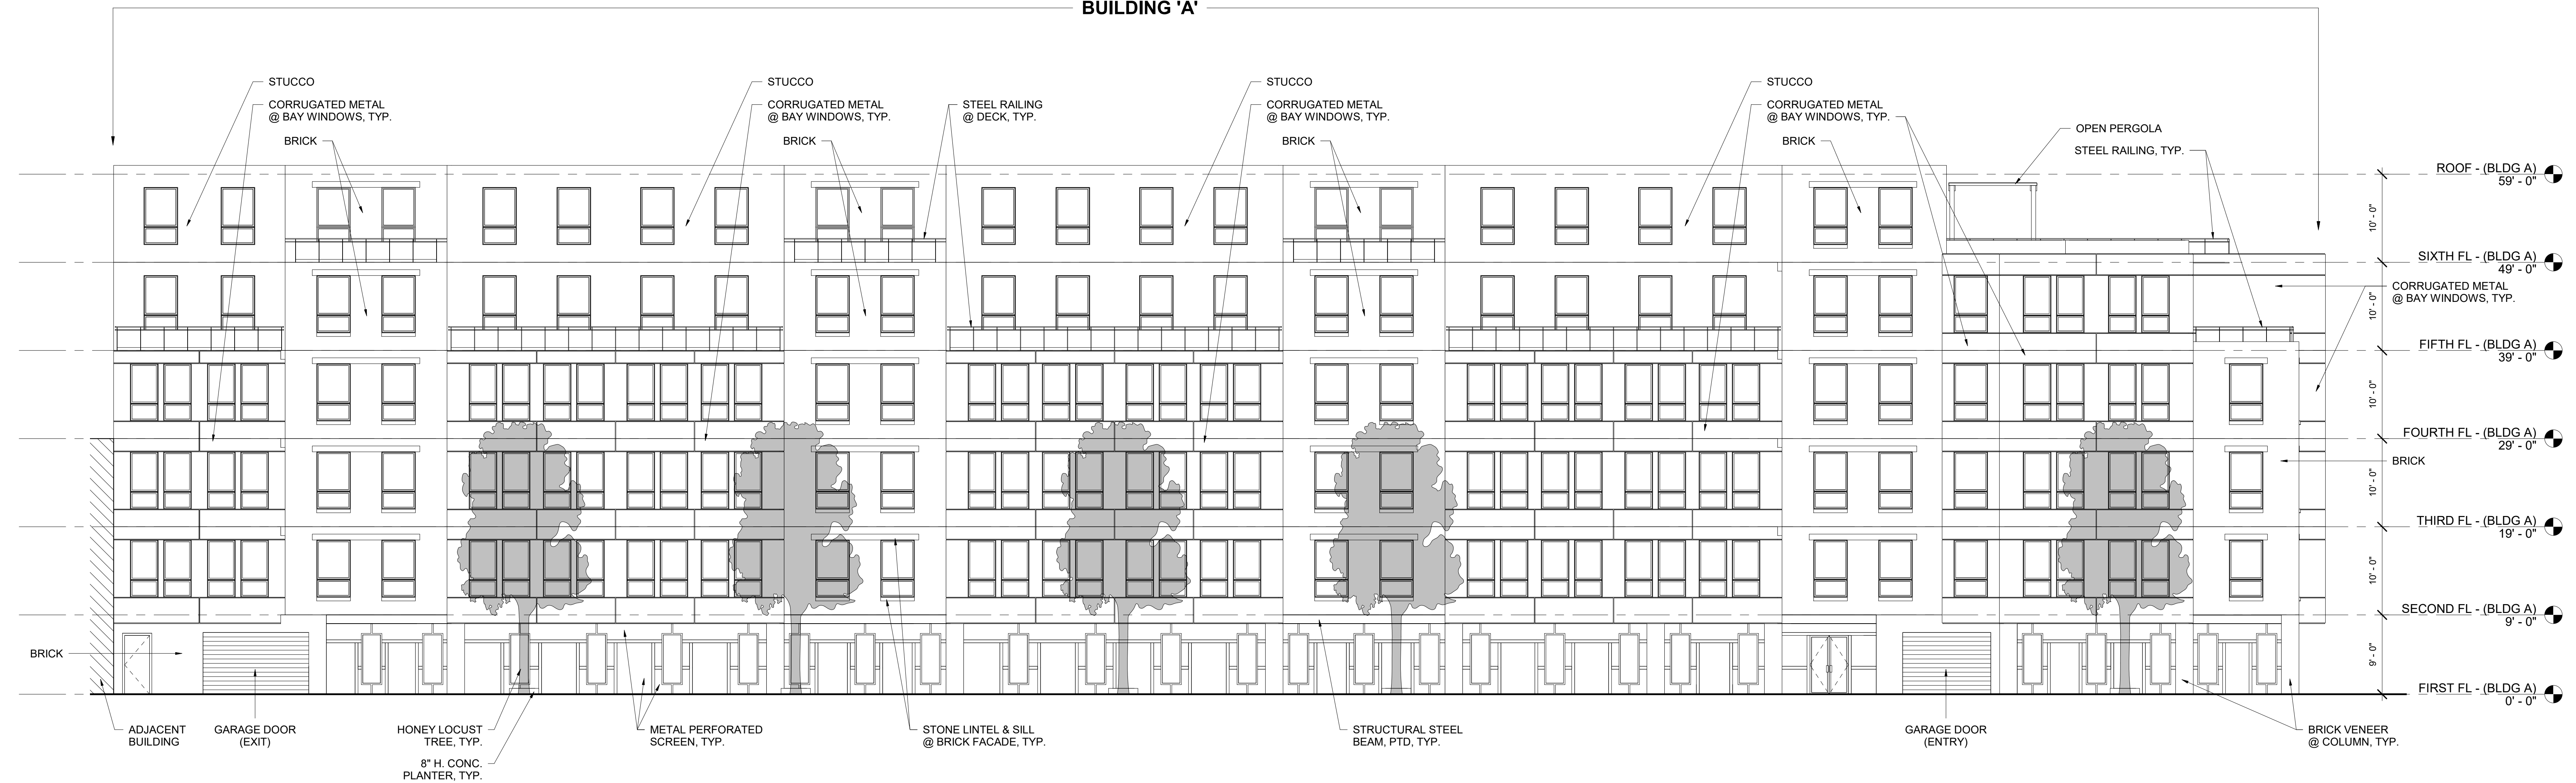 BUILDING 'A'
STUCCO
CORRUGATED METAL
@ BAY WINDOWS, TYP.
BRICK
STUCCO
CORRUGATED METAL
@ BAY WINDOWS, TYP.
BRICK
STEEL RAILING
@ DECK, TYP.
STUCCO
CORRUGATED METAL
@ BAY WINDOWS, TYP.
BRICK
STUCCO
CORRUGATED METAL
@ BAY WINDOWS, TYP.
BRICK
OPEN PERGOLA
STEEL RAILING, TYP.
ROOF - (BLDG A)
59' - 0"
10' - 0"
SIXTH FL - (BLDG A)
49' - 0"
CORRUGATED METAL
@ BAY WINDOWS, TYP.
10' - 0"
FIFTH FL - (BLDG A)
39' - 0"
10' - 0"
FOURTH FL - (BLDG A)
29' - 0"
BRICK
10' - 0"
THIRD FL - (BLDG A)
19' - 0"
10' - 0"
SECOND FL - (BLDG A)
9' - 0"
9' - 0"
FIRST FL - (BLDG A)
0' - 0"
BRICK
ADJACENT
BUILDING
GARAGE DOOR
(EXIT)
HONEY LOCUST
TREE, TYP.
8" H. CONC.
PLANTER, TYP.
METAL PERFORATED
SCREEN, TYP.
STONE LINTEL & SILL
@ BRICK FACADE, TYP.
STRUCTURAL STEEL
BEAM, PTD, TYP.
GARAGE DOOR
(ENTRY)
BRICK VENEER
@ COLUMN, TYP.